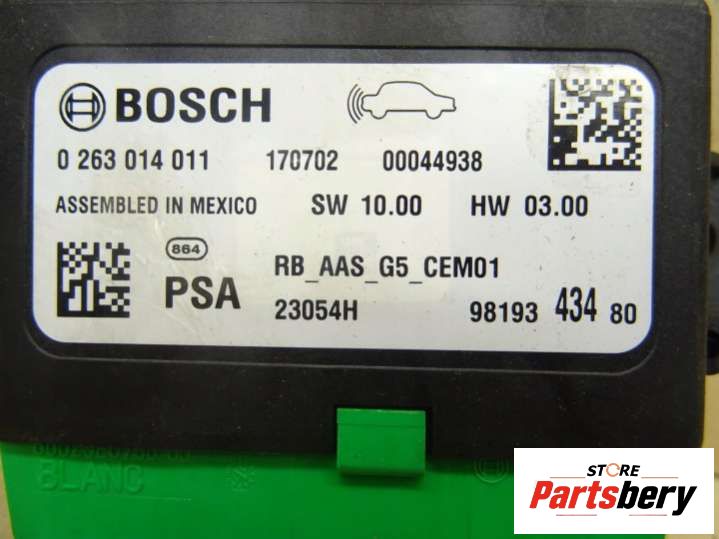 BOSCH
0 263 014 011 170702 00044938
ASSEMBLED IN MEXICO SW 10.00 HW 03.00
864
PSA RB_AAS_G5_CEM01
23054H 98193 434 80
BLANC
STORE
Partsbery